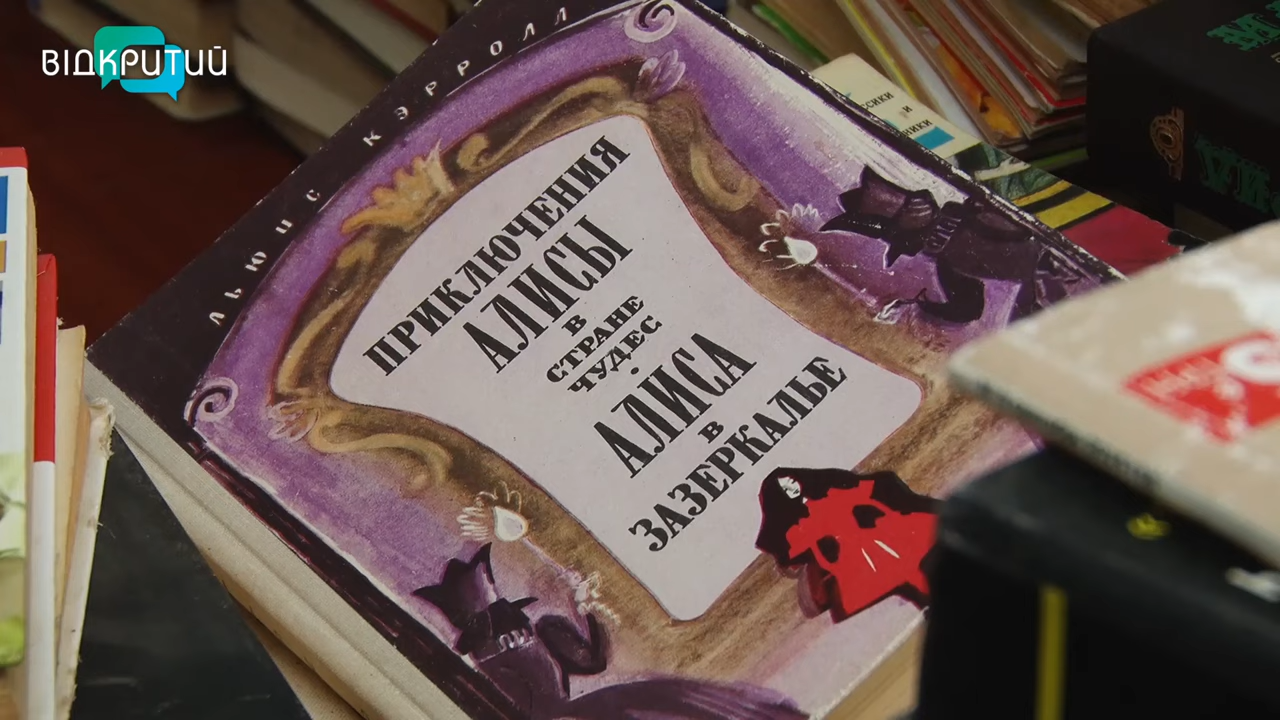 ВІДКРИТИЙ
ЛЬЮИС КЭРРОЛЛ
ПРИКЛЮЧЕНИЯ
АЛИСЫ
В
СТРАНЕ
ЧУДЕС
•
АЛИСА
В
ЗАЗЕРКАЛЬЕ